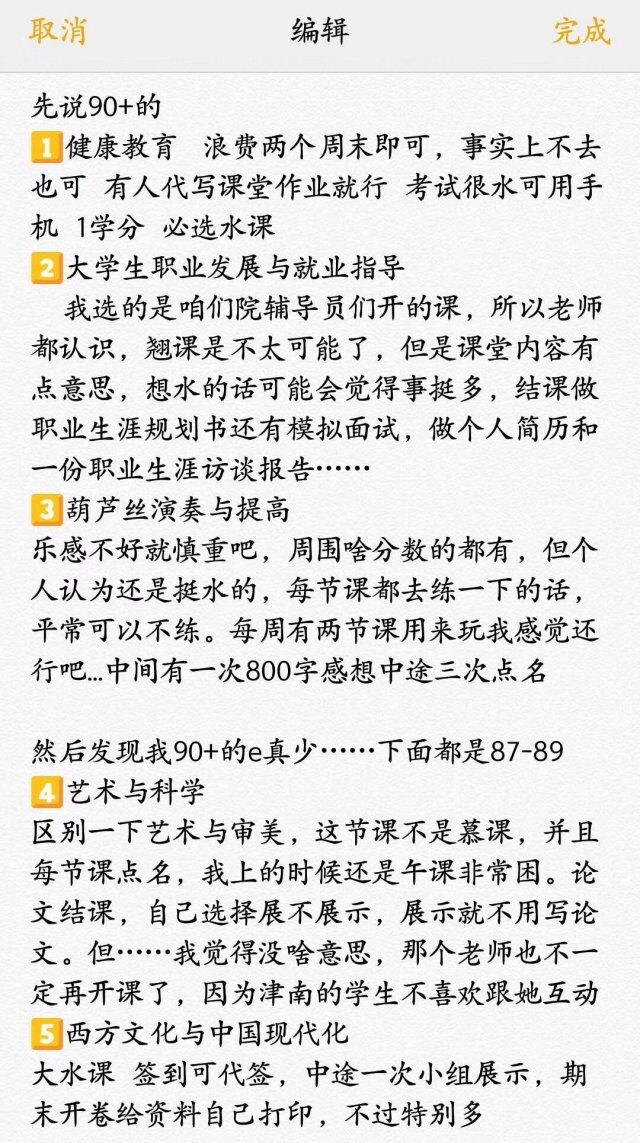 取消 编辑 完成
先说90+的
1️⃣健康教育 浪费两个周末即可，事实上不去
也可 有人代写课堂作业就行 考试很水可用手
机 1学分 必选水课
2️⃣大学生职业发展与就业指导
我选的是咱们院辅导员们开的课，所以老师
都认识，翘课是不太可能了，但是课堂内容有
点意思，想水的话可能会觉得事挺多，结课做
职业生涯规划书还有模拟面试，做个人简历和
一份职业生涯访谈报告……
3️⃣葫芦丝演奏与提高
乐感不好就慎重吧，周围啥分数的都有，但个
人认为还是挺水的，每节课都去练一下的话，
平常可以不练。每周有两节课用来玩我感觉还
行吧...中间有一次800字感想中途三次点名
然后发现我90+的e真少……下面都是87-89
4️⃣艺术与科学
区别一下艺术与审美，这节课不是慕课，并且
每节课点名，我上的时候还是午课非常困。论
文结课，自己选择展不展示，展示就不用写论
文。但……我觉得没啥意思，那个老师也不一
定再开课了，因为津南的学生不喜欢跟她互动
5️⃣西方文化与中国现代化
大水课 签到可代签，中途一次小组展示，期
末开卷给资料自己打印，不过特别多